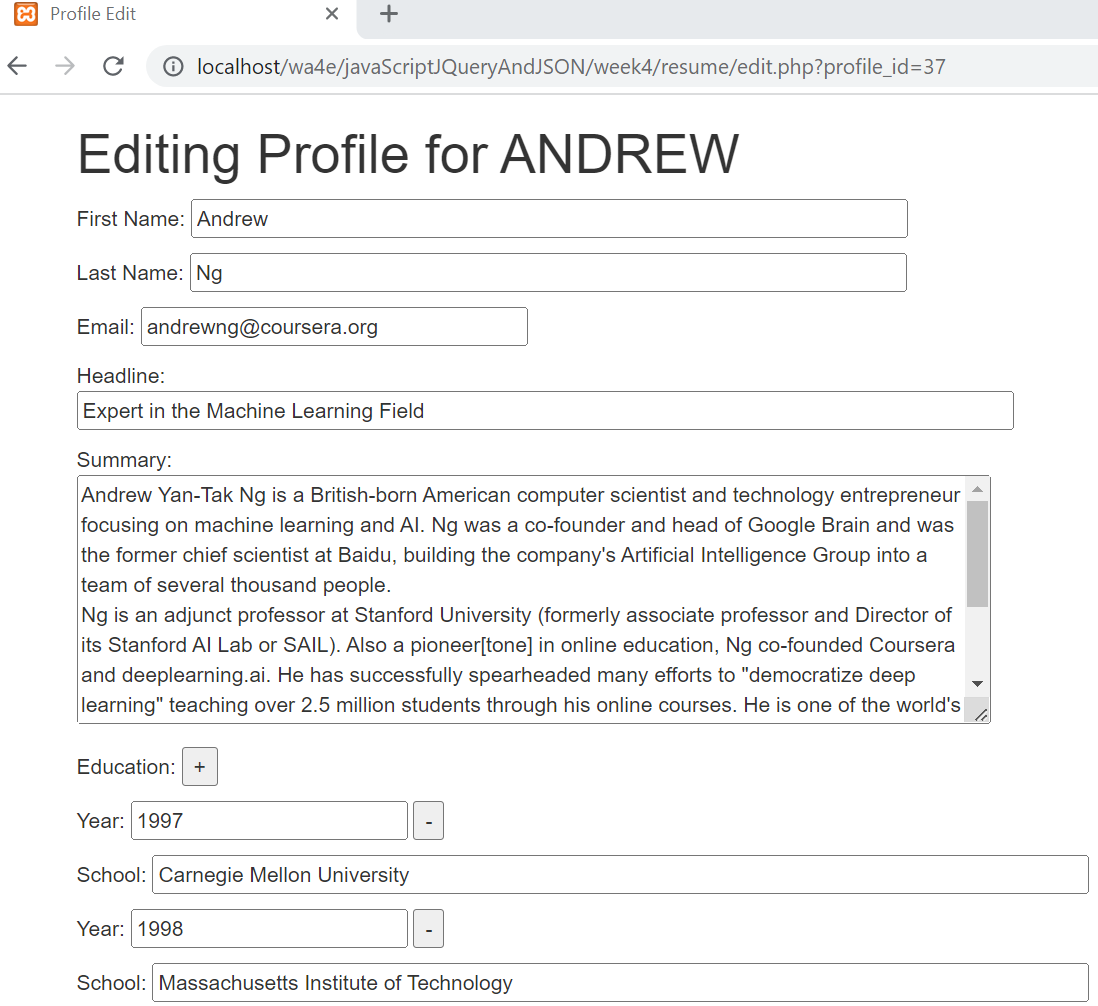 Profile Edit
localhost/wa4e/javaScriptJQueryAndJSON/week4/resume/edit.php?profile_id=37
Editing Profile for ANDREW
First Name: Andrew
Last Name: Ng
Email: andrewng@coursera.org
Headline:
Expert in the Machine Learning Field
Summary:
Andrew Yan-Tak Ng is a British-born American computer scientist and technology entrepreneur
focusing on machine learning and AI. Ng was a co-founder and head of Google Brain and was
the former chief scientist at Baidu, building the company's Artificial Intelligence Group into a
team of several thousand people.
Ng is an adjunct professor at Stanford University (formerly associate professor and Director of
its Stanford AI Lab or SAIL). Also a pioneer[tone] in online education, Ng co-founded Coursera
and deeplearning.ai. He has successfully spearheaded many efforts to "democratize deep
learning" teaching over 2.5 million students through his online courses. He is one of the world's
Education: +
Year: 1997 -
School: Carnegie Mellon University
Year: 1998 -
School: Massachusetts Institute of Technology